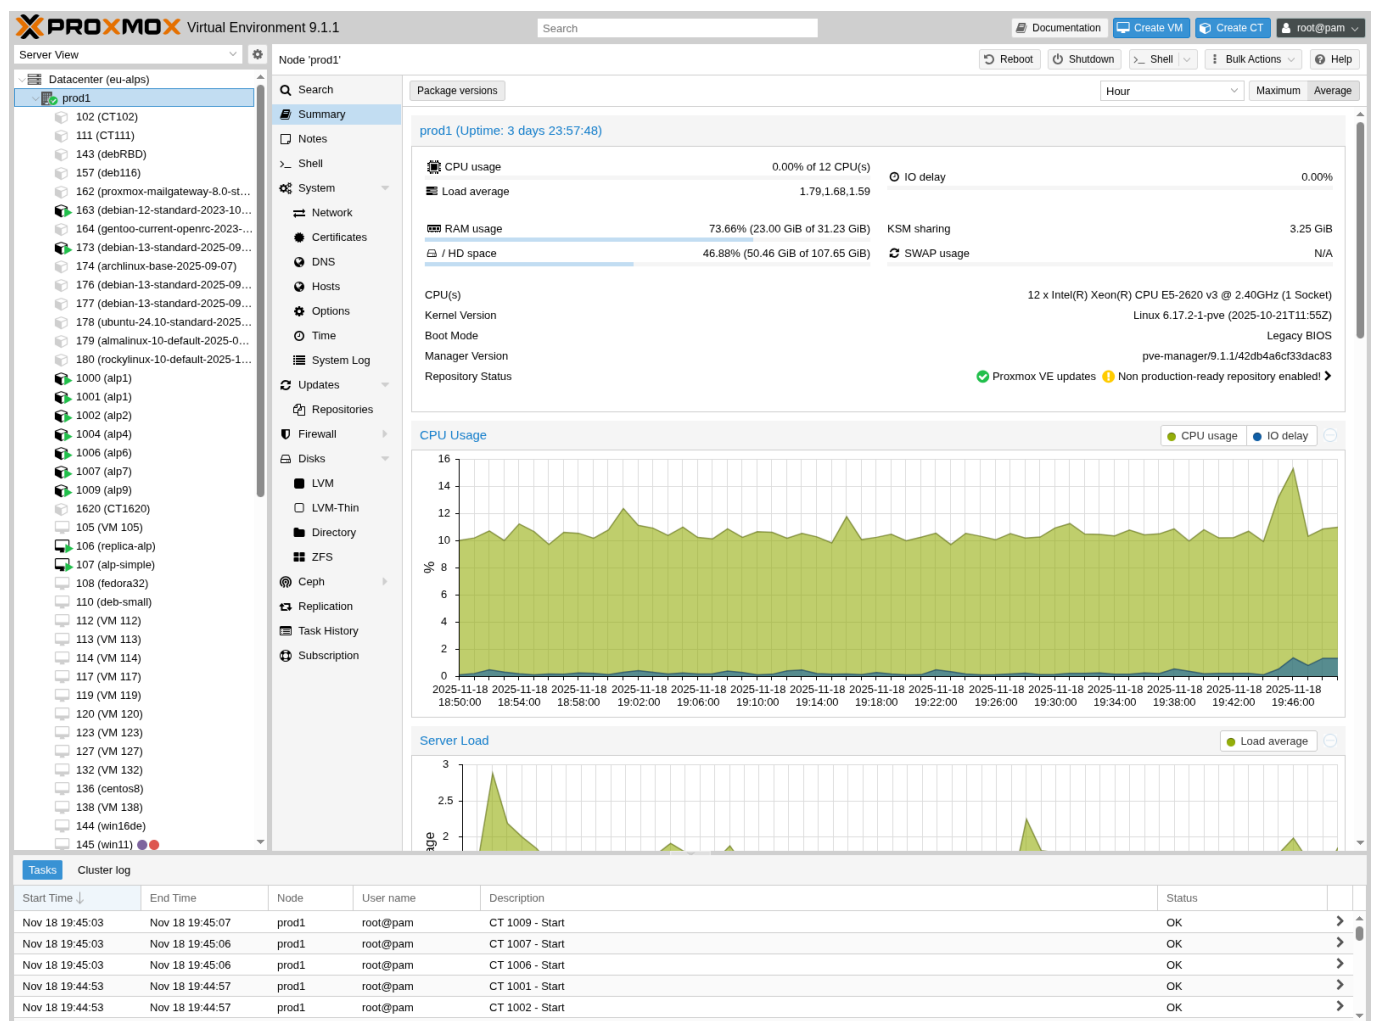 PROXMOX Virtual Environment 9.1.1
Search
Documentation Create VM Create CT root@pam
Server View
Datacenter (eu-alps)
prod1
102 (CT102)
111 (CT111)
143 (debRBD)
157 (deb116)
162 (proxmox-mailgateway-8.0-st...
163 (debian-12-standard-2023-10...
164 (gentoo-current-openrc-2023-...
173 (debian-13-standard-2025-09...
174 (archlinux-base-2025-09-07)
176 (debian-13-standard-2025-09...
177 (debian-13-standard-2025-09...
178 (ubuntu-24.10-standard-2025...
179 (almalinux-10-default-2025-0...
180 (rockylinux-10-default-2025-1...
1000 (alp1)
1001 (alp1)
1002 (alp2)
1004 (alp4)
1006 (alp6)
1007 (alp7)
1009 (alp9)
1620 (CT1620)
105 (VM 105)
106 (replica-alp)
107 (alp-simple)
108 (fedora32)
110 (deb-small)
112 (VM 112)
113 (VM 113)
114 (VM 114)
117 (VM 117)
119 (VM 119)
120 (VM 120)
123 (VM 123)
127 (VM 127)
132 (VM 132)
136 (centos8)
138 (VM 138)
144 (win16de)
145 (win11)
Node 'prod1'
Reboot Shutdown Shell Bulk Actions Help
Search
Summary
Notes
Shell
System
Network
Certificates
DNS
Hosts
Options
Time
System Log
Updates
Repositories
Firewall
Disks
LVM
LVM-Thin
Directory
ZFS
Ceph
Replication
Task History
Subscription
Package versions
Hour Maximum Average
prod1 (Uptime: 3 days 23:57:48)
CPU usage 0.00% of 12 CPU(s)
Load average 1.79,1.68,1.59
IO delay 0.00%
RAM usage 73.66% (23.00 GiB of 31.23 GiB)
KSM sharing 3.25 GiB
/ HD space 46.88% (50.46 GiB of 107.65 GiB)
SWAP usage N/A
CPU(s) 12 x Intel(R) Xeon(R) CPU E5-2620 v3 @ 2.40GHz (1 Socket)
Kernel Version Linux 6.17.2-1-pve (2025-10-21T11:55Z)
Boot Mode Legacy BIOS
Manager Version pve-manager/9.1.1/42db4a6cf33dac83
Repository Status Proxmox VE updates Non production-ready repository enabled!
CPU Usage
CPU usage IO delay
16
14
12
10
8
%
6
4
2
0
2025-11-18 2025-11-18 2025-11-18 2025-11-18 2025-11-18 2025-11-18 2025-11-18 2025-11-18 2025-11-18 2025-11-18 2025-11-18 2025-11-18 2025-11-18 2025-11-18 2025-11-18
18:50:00 18:54:00 18:58:00 19:02:00 19:06:00 19:10:00 19:14:00 19:18:00 19:22:00 19:26:00 19:30:00 19:34:00 19:38:00 19:42:00 19:46:00
Server Load
Load average
3
2.5
2
age
Tasks Cluster log
Start Time End Time Node User name Description Status
Nov 18 19:45:03 Nov 18 19:45:07 prod1 root@pam CT 1009 - Start OK
Nov 18 19:45:03 Nov 18 19:45:06 prod1 root@pam CT 1007 - Start OK
Nov 18 19:45:03 Nov 18 19:45:06 prod1 root@pam CT 1006 - Start OK
Nov 18 19:44:53 Nov 18 19:44:57 prod1 root@pam CT 1001 - Start OK
Nov 18 19:44:53 Nov 18 19:44:57 prod1 root@pam CT 1002 - Start OK